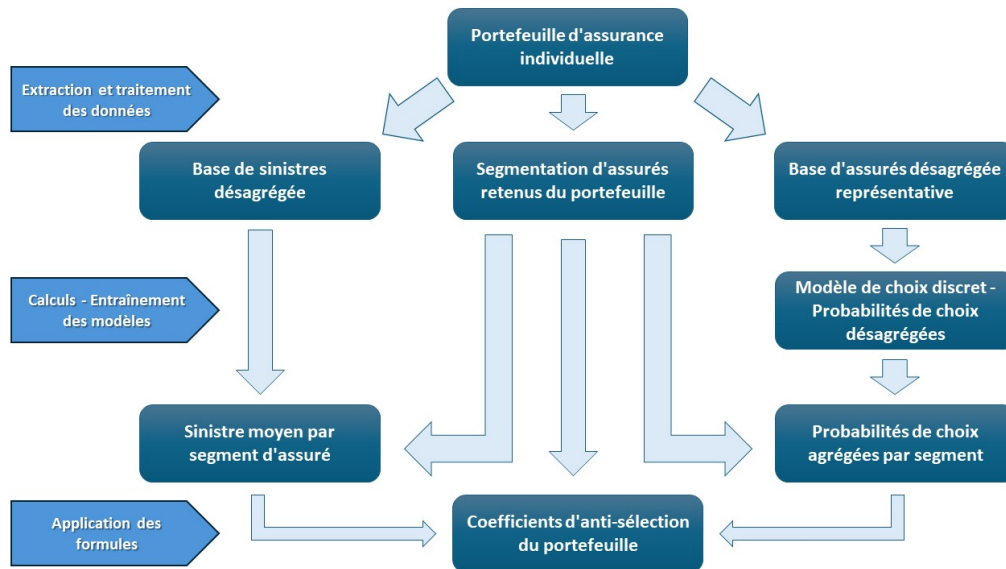 Portefeuille d'assurance
individuelle
Extraction et traitement
des données
Base de sinistres
désagrégée
Segmentation d'assurés
retenus du portefeuille
Base d'assurés désagrégée
représentative
Calculs - Entraînement
des modèles
Modèle de choix discret -
Probabilités de choix
désagrégées
Sinistre moyen par
segment d'assuré
Probabilités de choix
agrégées par segment
Application des
formules
Coefficients d'anti-sélection
du portefeuille